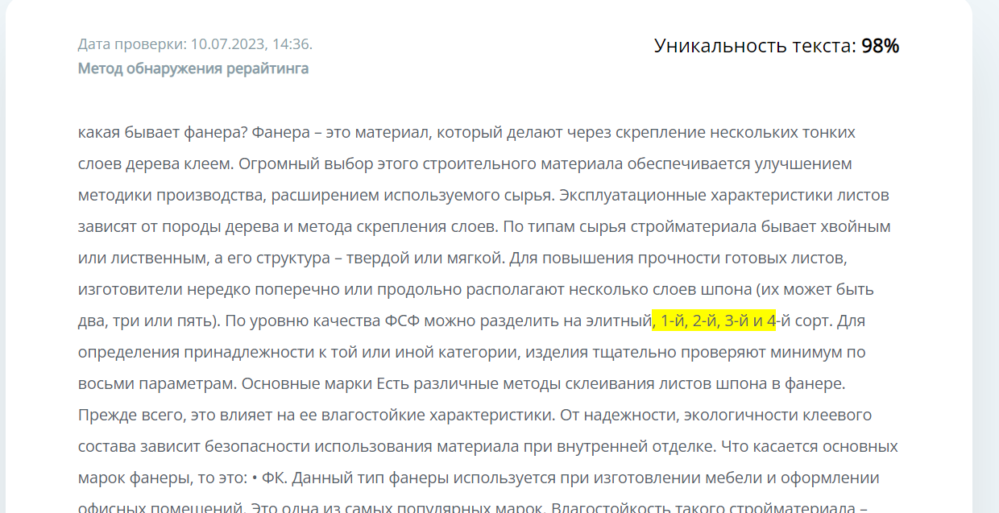 Дата проверки: 10.07.2023, 14:36.
Уникальность текста: 98%
Метод обнаружения рерайтинга
какая бывает фанера? Фанера – это материал, который делают через скрепление нескольких тонких
слоев дерева клеем. Огромный выбор этого строительного материала обеспечивается улучшением
методики производства, расширением используемого сырья. Эксплуатационные характеристики листов
зависят от породы дерева и метода скрепления слоев. По типам сырья стройматериала бывает хвойным
или лиственным, а его структура – твердой или мягкой. Для повышения прочности готовых листов,
изготовители нередко поперечно или продольно располагают несколько слоев шпона (их может быть
два, три или пять). По уровню качества ФСФ можно разделить на элитный, 1-й, 2-й, 3-й и 4-й сорт. Для
определения принадлежности к той или иной категории, изделия тщательно проверяют минимум по
восьми параметрам. Основные марки Есть различные методы склеивания листов шпона в фанере.
Прежде всего, это влияет на ее влагостойкие характеристики. От надежности, экологичности клеевого
состава зависит безопасности использования материала при внутренней отделке. Что касается основных
марок фанеры, то это: • ФК. Данный тип фанеры используется при изготовлении мебели и оформлении
офисных помещений. Это одна из самых популярных марок. Влагостойкость такого стройматериала –